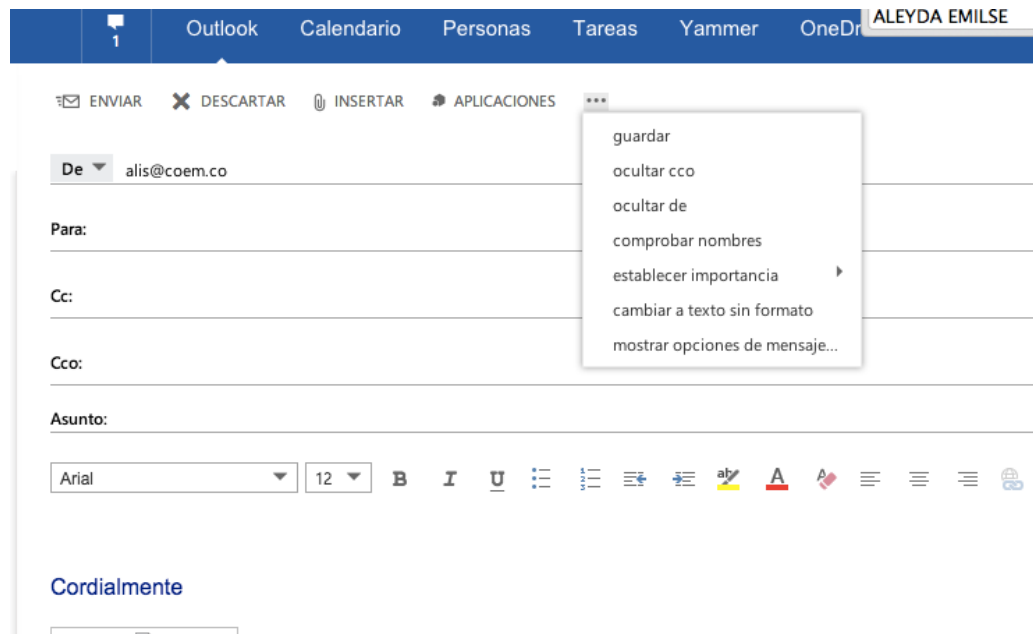 ALEYDA EMILSE
1 Outlook Calendario Personas Tareas Yammer OneDr
ENVIAR DESCARTAR INSERTAR APLICACIONES ...
guardar
De alis@coem.co
ocultar cco
ocultar de
Para:
comprobar nombres
establecer importancia
Cc:
cambiar a texto sin formato
mostrar opciones de mensaje...
Cco:
Asunto:
Arial 12 B I U aby A A
Cordialmente